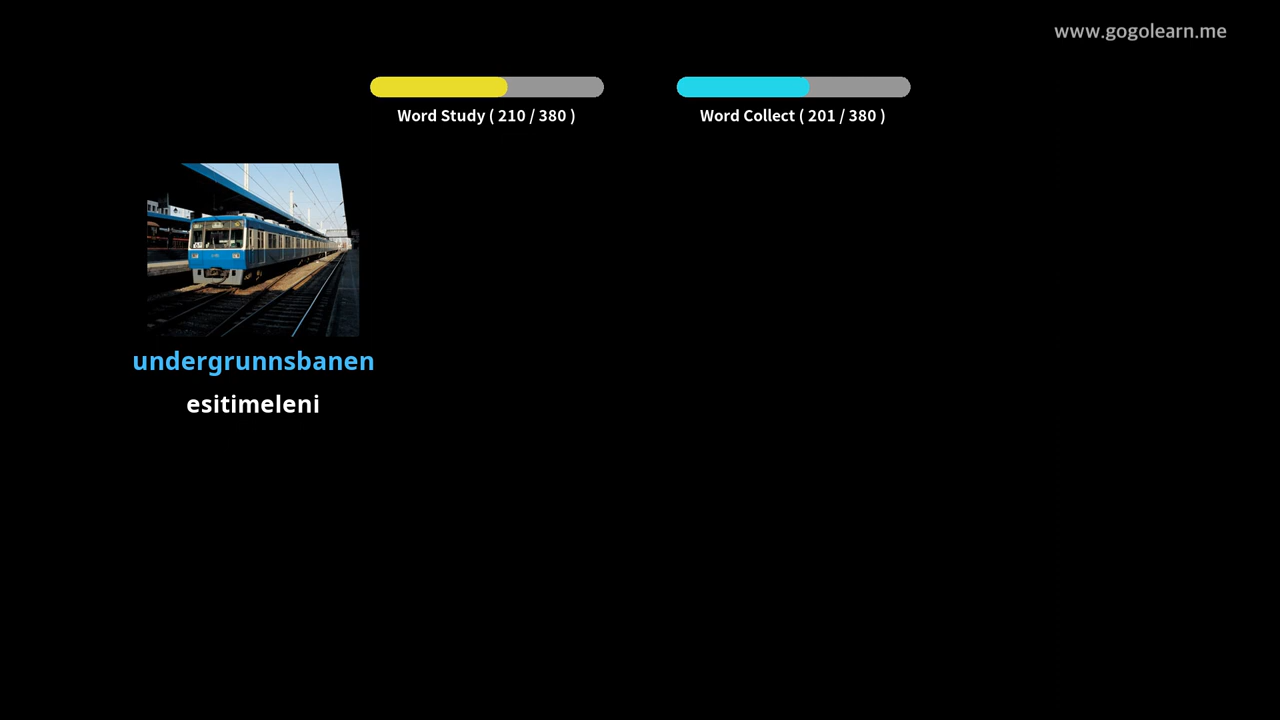 www.gogolearn.me
Word Study ( 210 / 380 )
Word Collect ( 201 / 380 )
undergrunnsbanen
esitimeleni